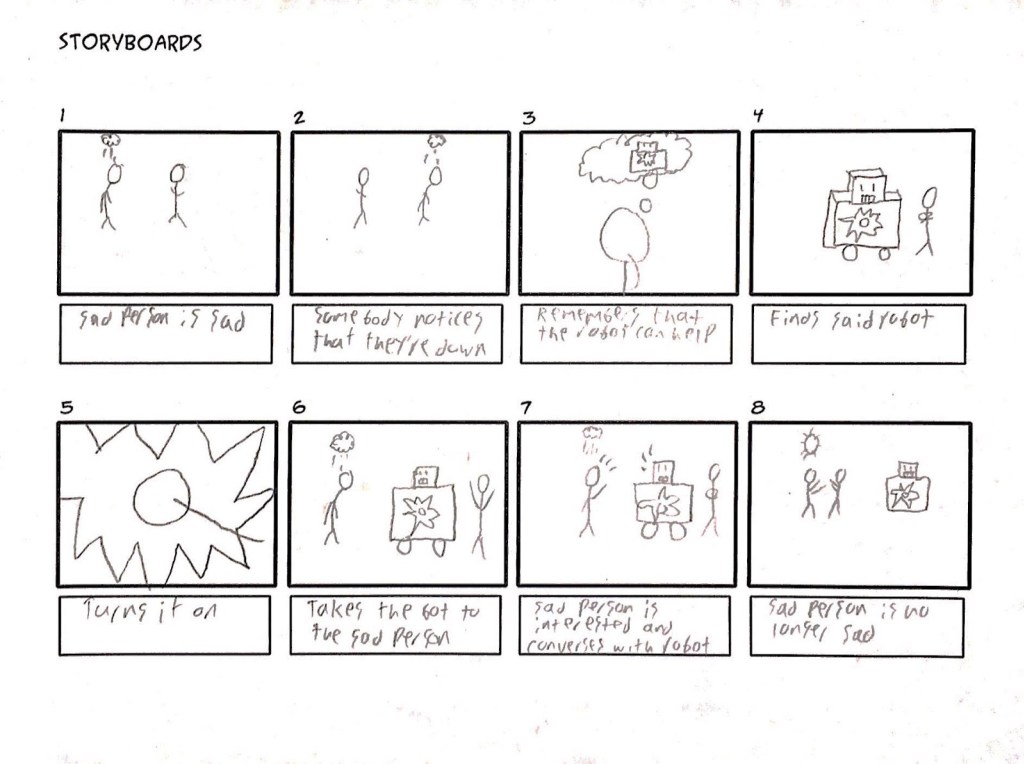 STORYBOARDS
1
2
3
4
sad person is sad
somebody notices
that they're down
Remembers that
the robot can help
Finds said robot
5
6
7
8
Turns it on
Takes the bot to
the sad person
sad person is
interested and
converses with robot
sad person is no
longer sad